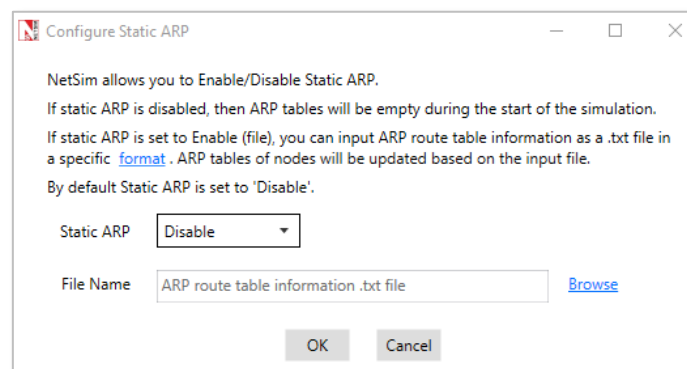 Configure Static ARP
NetSim allows you to Enable/Disable Static ARP.
If static ARP is disabled, then ARP tables will be empty during the start of the simulation.
If static ARP is set to Enable (file), you can input ARP route table information as a .txt file in
a specific format . ARP tables of nodes will be updated based on the input file.
By default Static ARP is set to 'Disable'.
Static ARP Disable
File Name ARP route table information .txt file Browse
OK Cancel